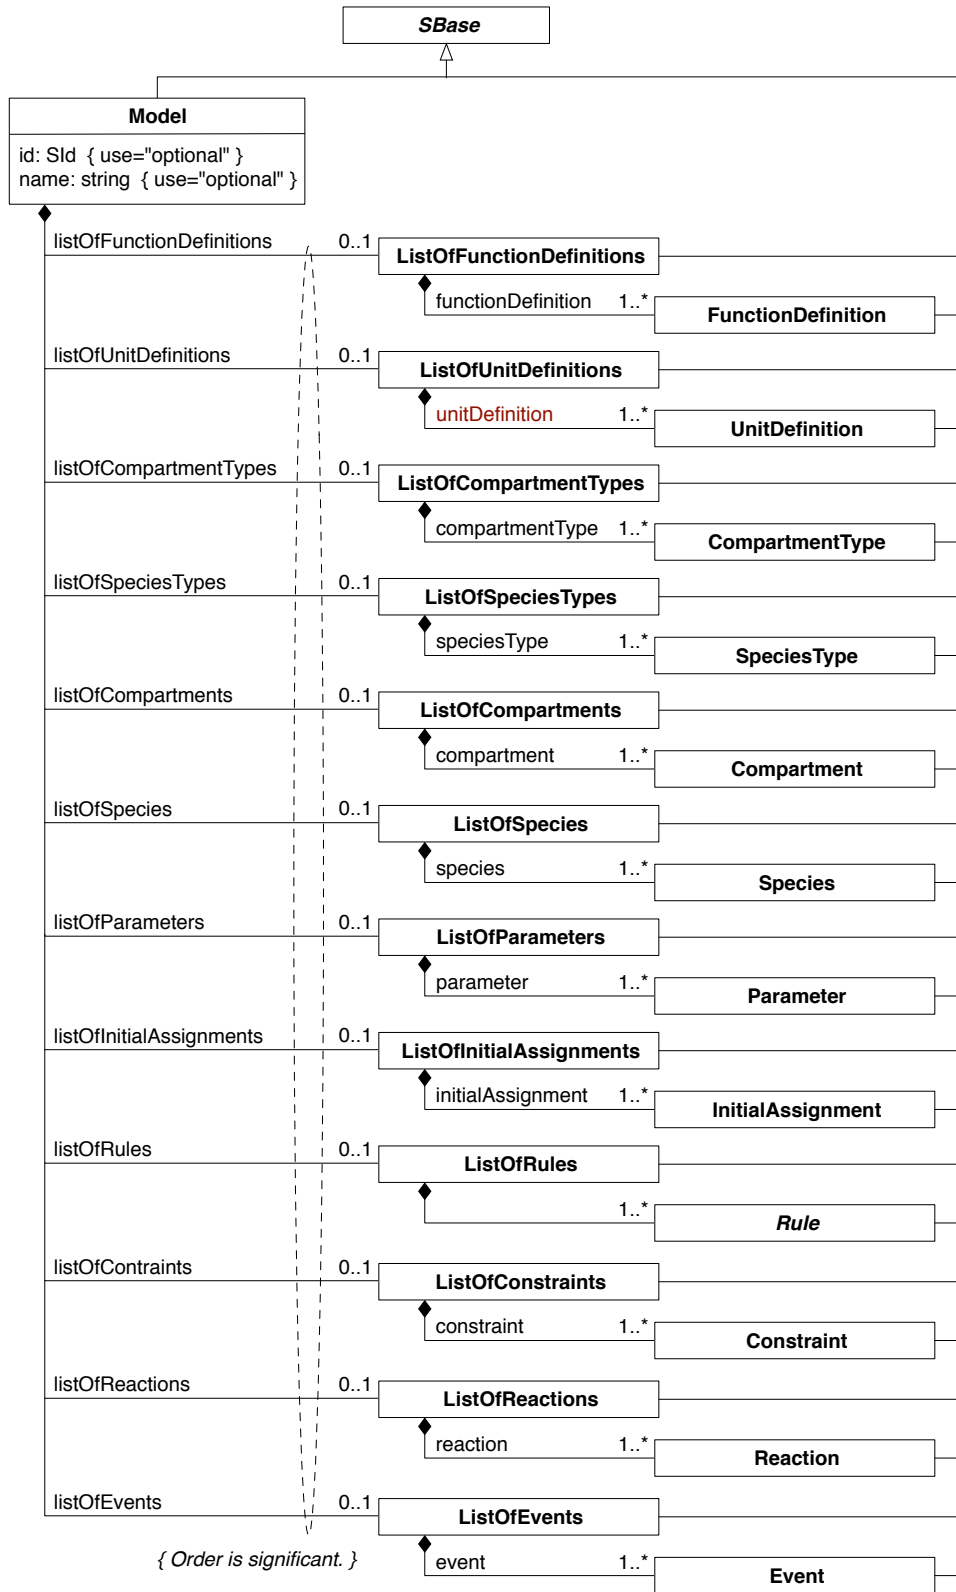 SBase
Model
id: SId { use="optional" }
name: string { use="optional" }
listOfFunctionDefinitions 0..1 ListOfFunctionDefinitions
functionDefinition 1..* FunctionDefinition
listOfUnitDefinitions 0..1 ListOfUnitDefinitions
unitDefinition 1..* UnitDefinition
listOfCompartmentTypes 0..1 ListOfCompartmentTypes
compartmentType 1..* CompartmentType
listOfSpeciesTypes 0..1 ListOfSpeciesTypes
speciesType 1..* SpeciesType
listOfCompartments 0..1 ListOfCompartments
compartment 1..* Compartment
listOfSpecies 0..1 ListOfSpecies
species 1..* Species
listOfParameters 0..1 ListOfParameters
parameter 1..* Parameter
listOfInitialAssignments 0..1 ListOfInitialAssignments
initialAssignment 1..* InitialAssignment
listOfRules 0..1 ListOfRules
1..* Rule
listOfContraints 0..1 ListOfConstraints
constraint 1..* Constraint
listOfReactions 0..1 ListOfReactions
reaction 1..* Reaction
listOfEvents 0..1 ListOfEvents
{ Order is significant. } event 1..* Event